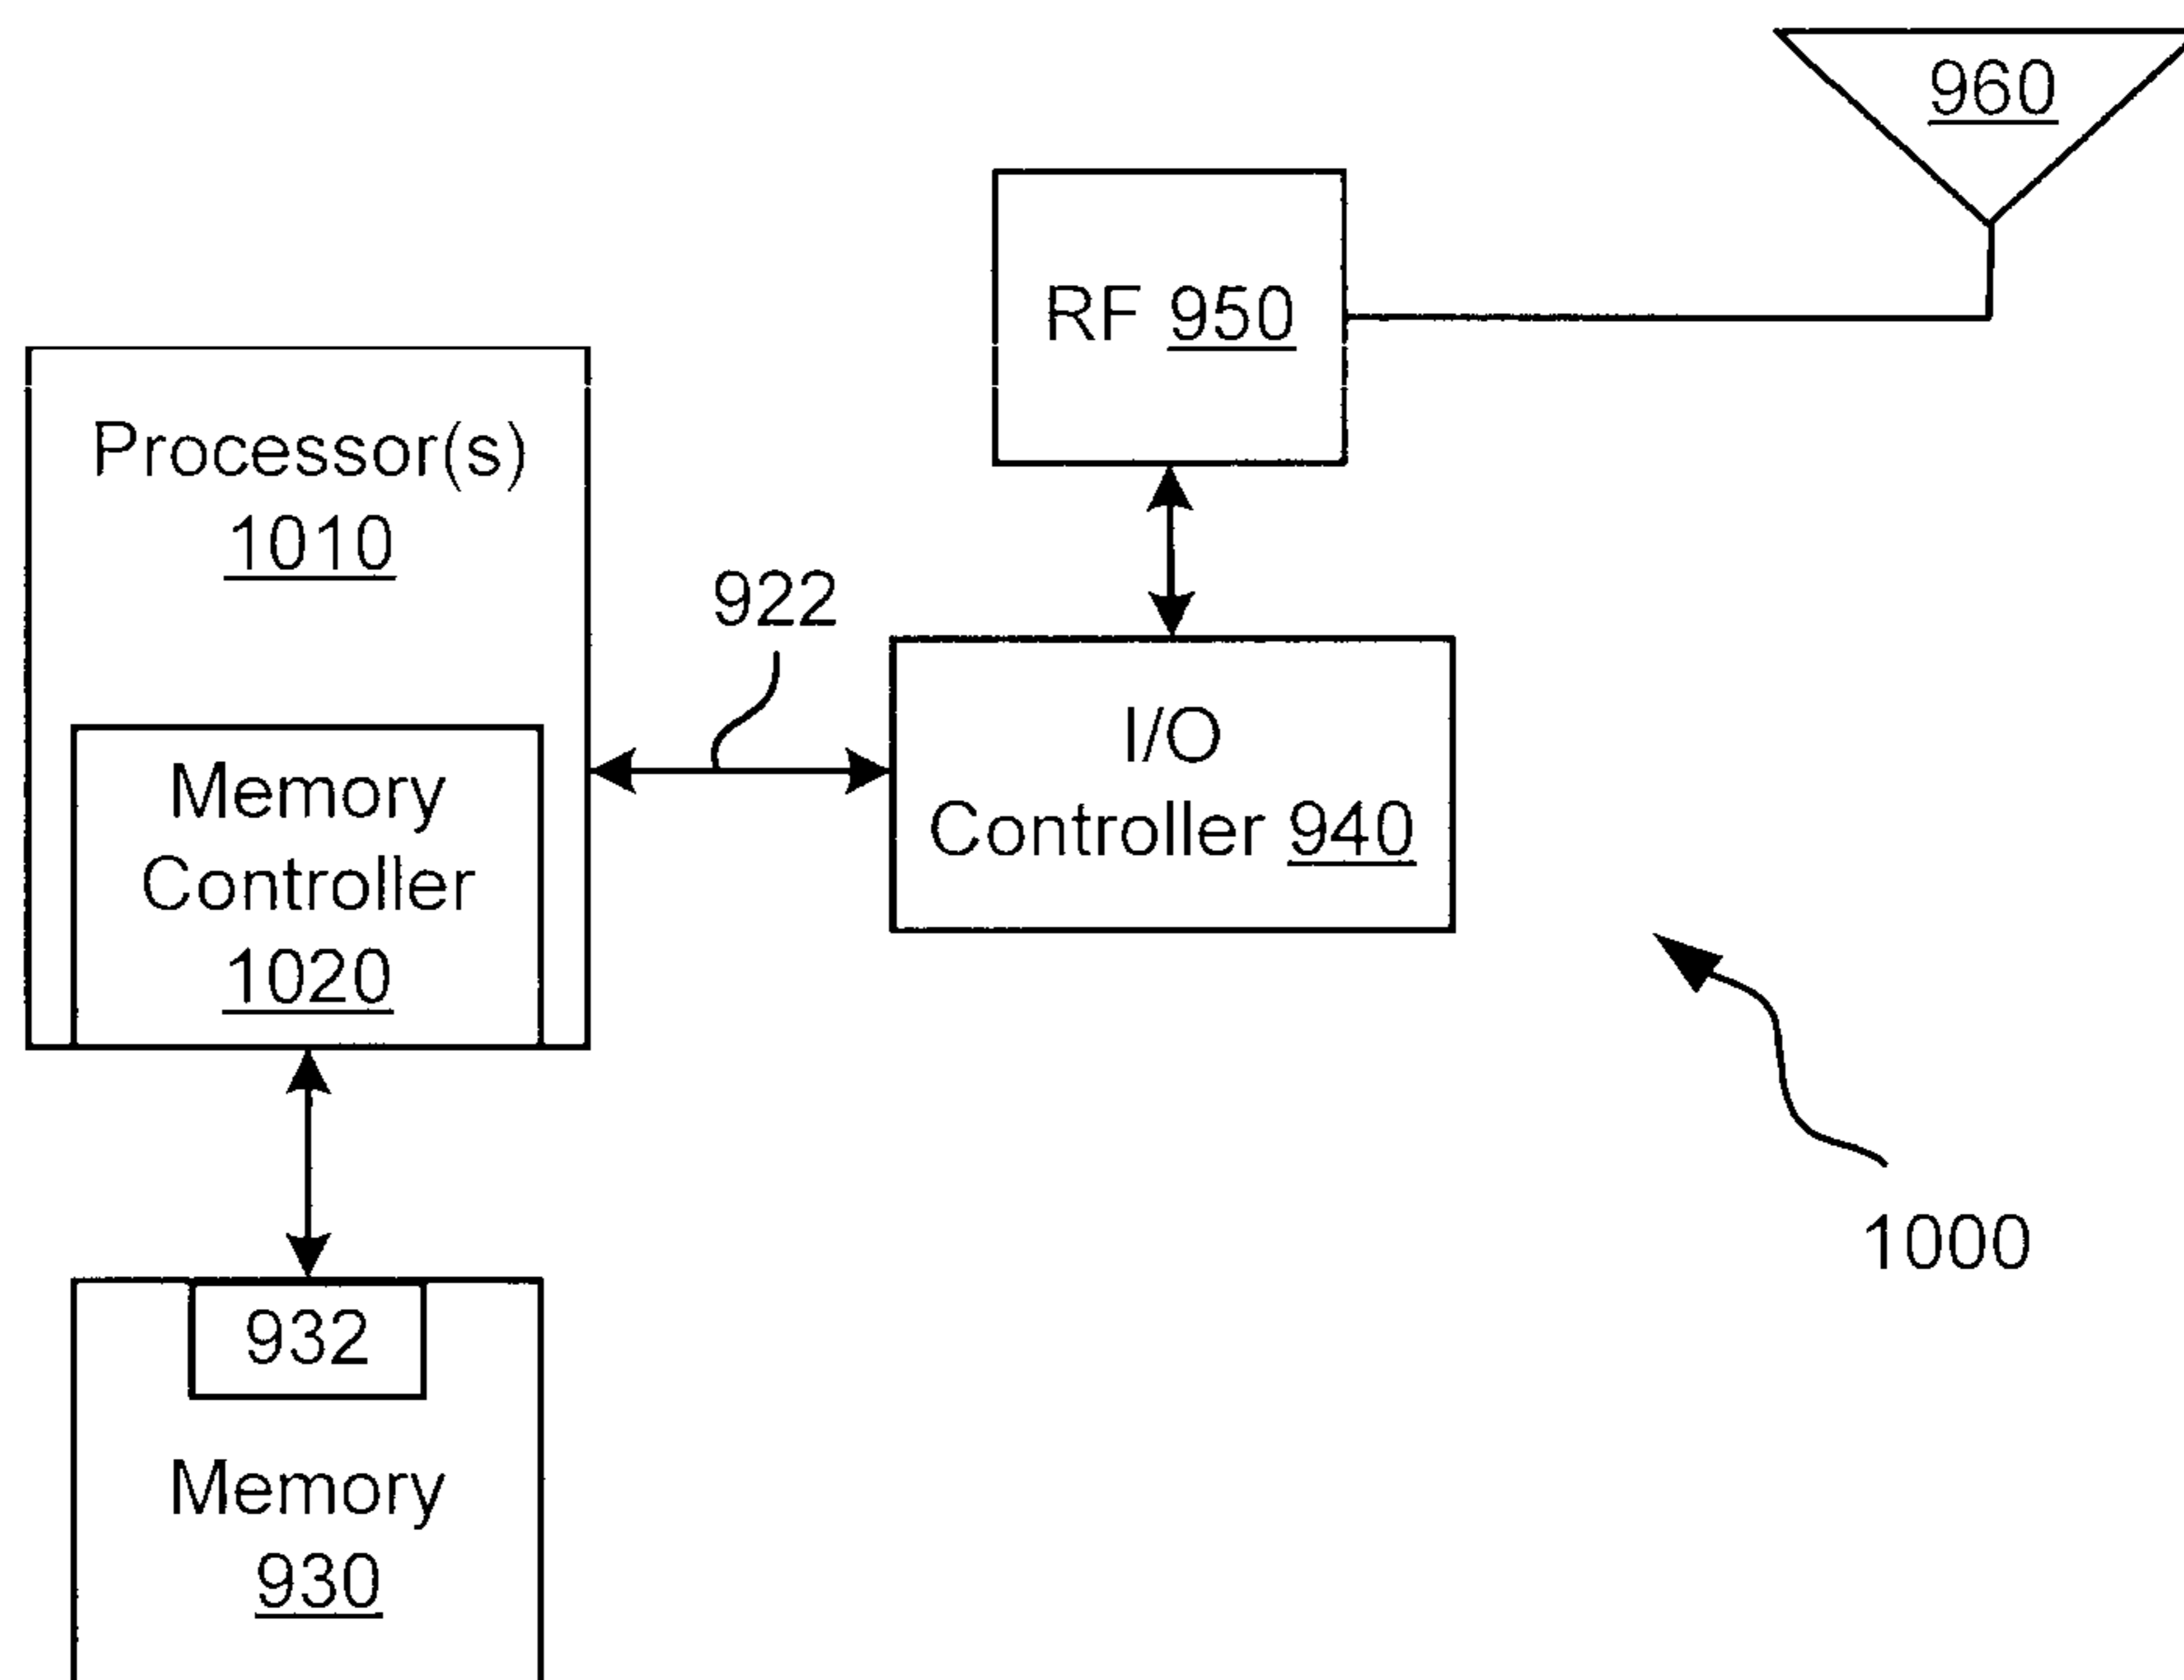 960
RF 950
Processor(s)
1010
922
I/O
Controller 940
Memory
Controller
1020
1000
932
Memory
930